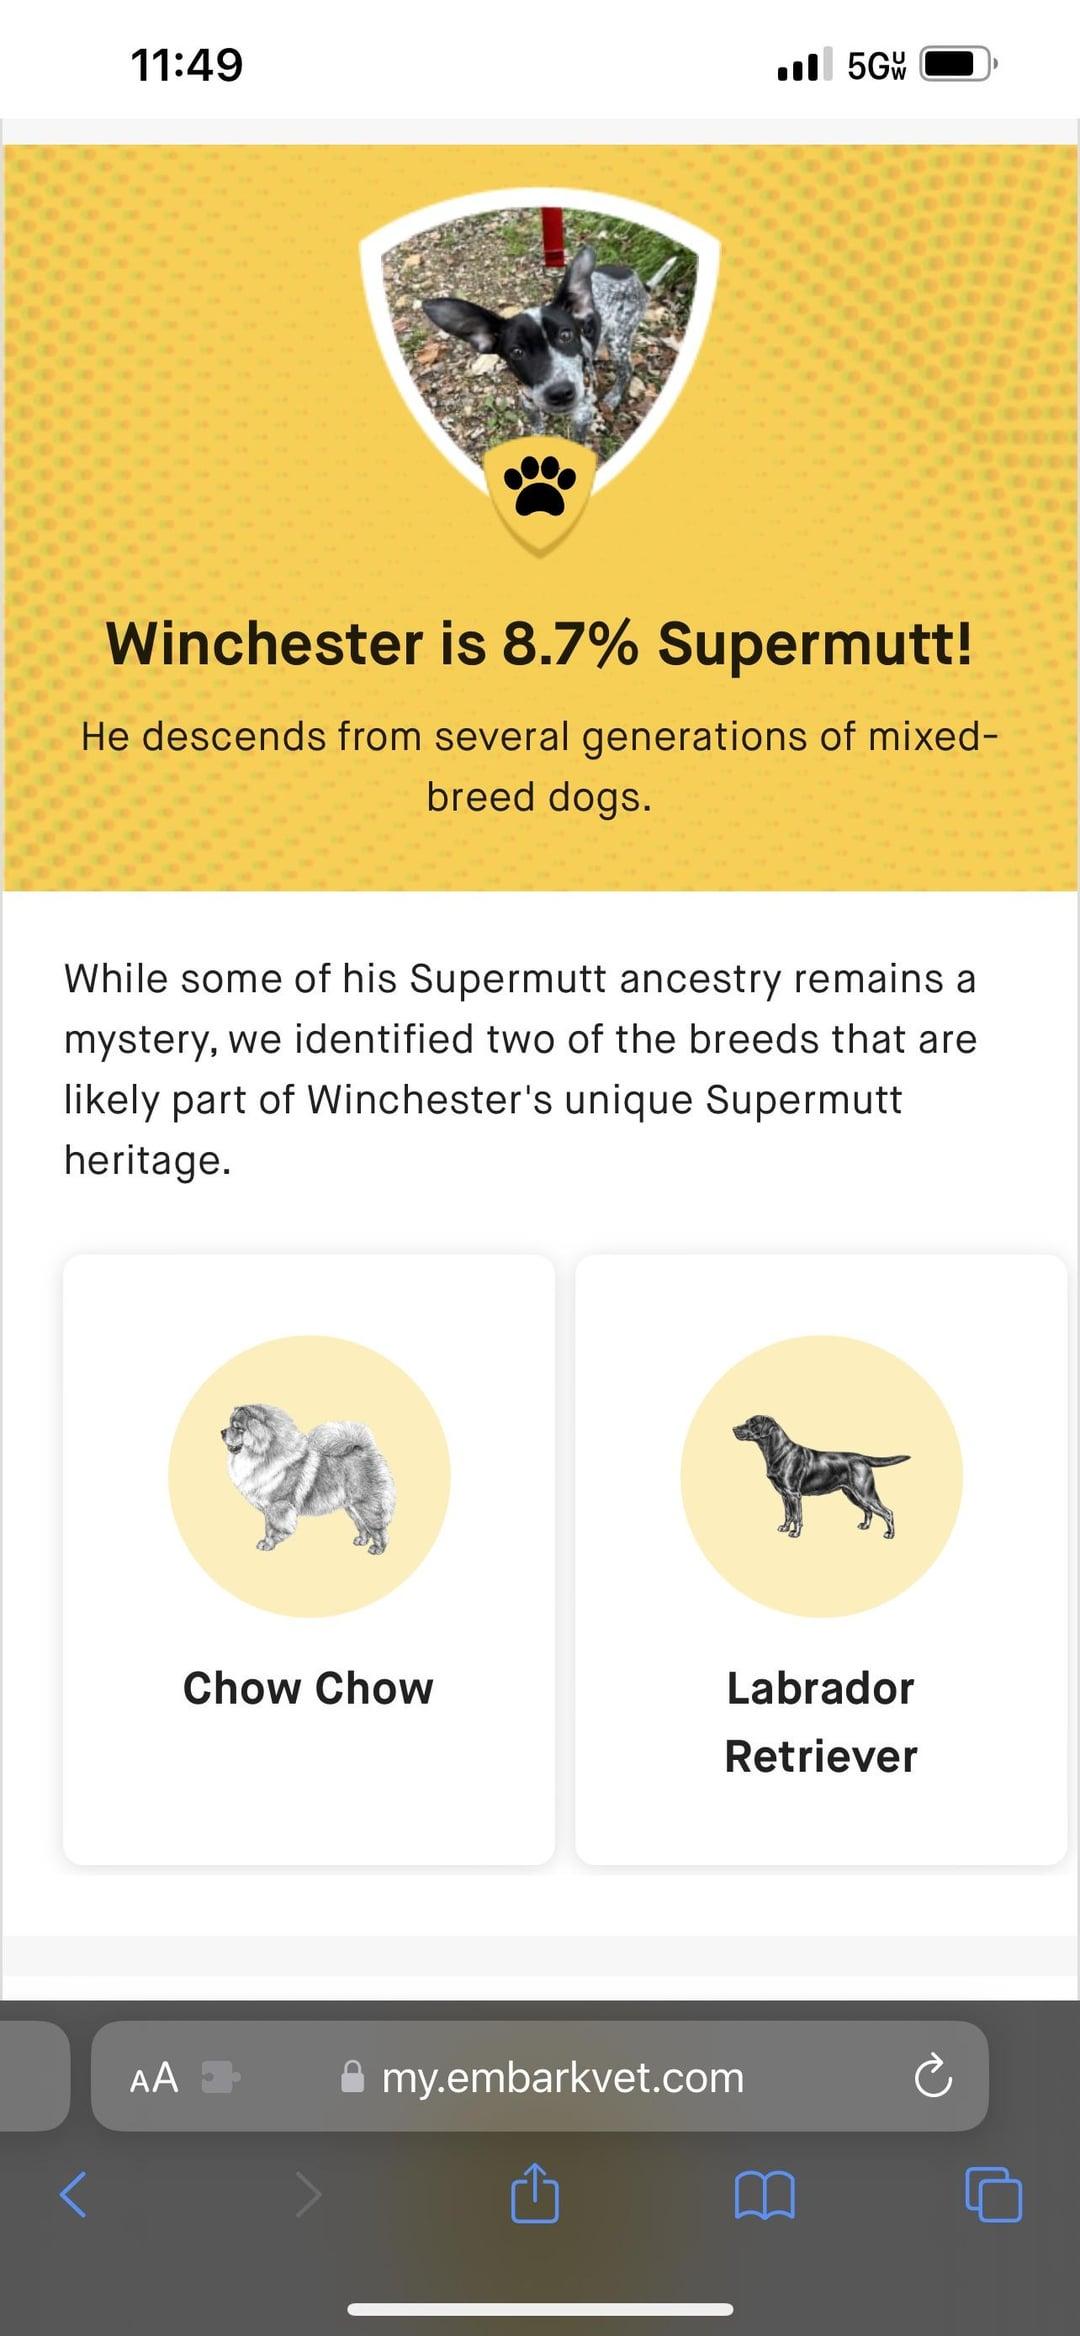 11:49
5GUW
Winchester is 8.7% Supermutt!
He descends from several generations of mixed-
breed dogs.
While some of his Supermutt ancestry remains a
mystery, we identified two of the breeds that are
likely part of Winchester's unique Supermutt
heritage.
Chow Chow
Labrador
Retriever
AA
my.embarkvet.com